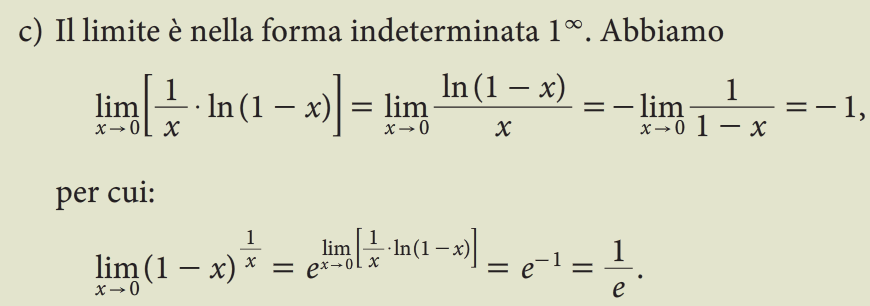 c) Il limite è nella forma indeterminata 1^∞. Abbiamo
lim_{x→0} [1/x · ln(1 − x)] = lim_{x→0} ln(1 − x)/x = −lim_{x→0} 1/(1 − x) = −1,
per cui:
lim_{x→0} (1 − x)^{1/x} = e^{lim_{x→0} [1/x · ln(1 − x)]} = e^{−1} = 1/e.